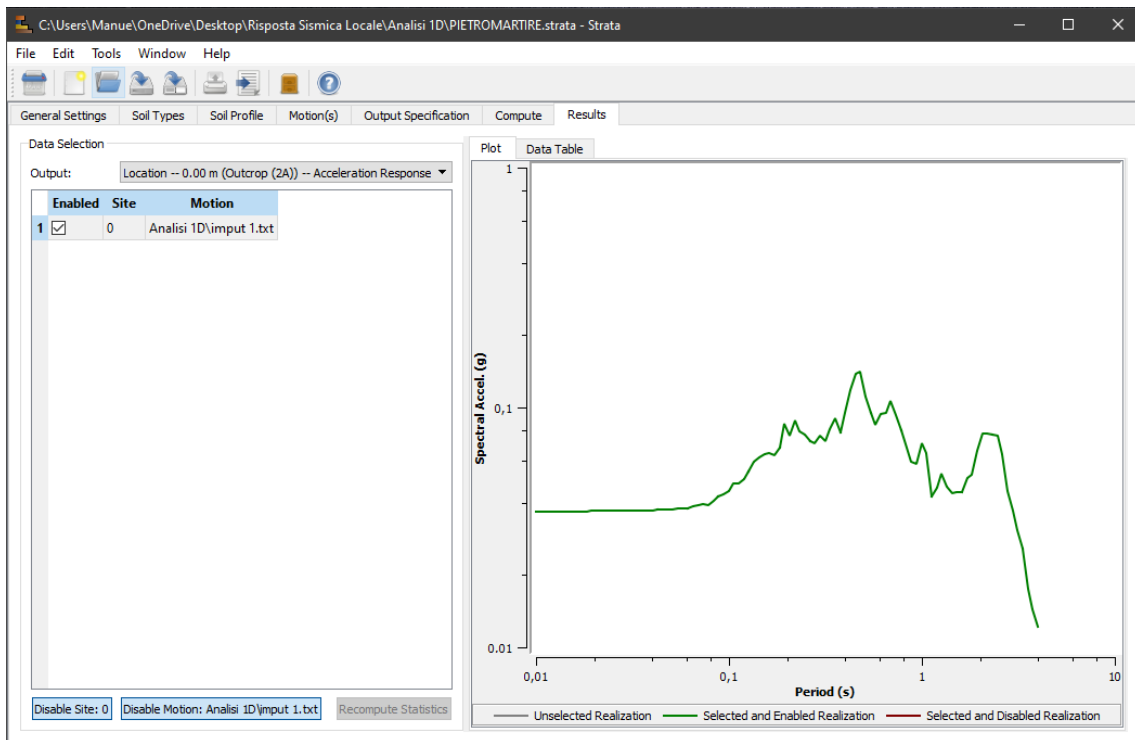 C:\Users\Manue\OneDrive\Desktop\Risposta Sismica Locale\Analisi 1D\PIETROMARTIRE.strata - Strata
File Edit Tools Window Help
General Settings Soil Types Soil Profile Motion(s) Output Specification Compute Results
Data Selection
Output: Location -- 0.00 m (Outcrop (2A)) -- Acceleration Response
Enabled Site Motion
1 0 Analisi 1D\imput 1.txt
Disable Site: 0 Disable Motion: Analisi 1D\imput 1.txt Recompute Statistics
Plot Data Table
1
0,1
0.01
Spectral Accel. (g)
0,01 0,1 1 10
Period (s)
Unselected Realization Selected and Enabled Realization Selected and Disabled Realization